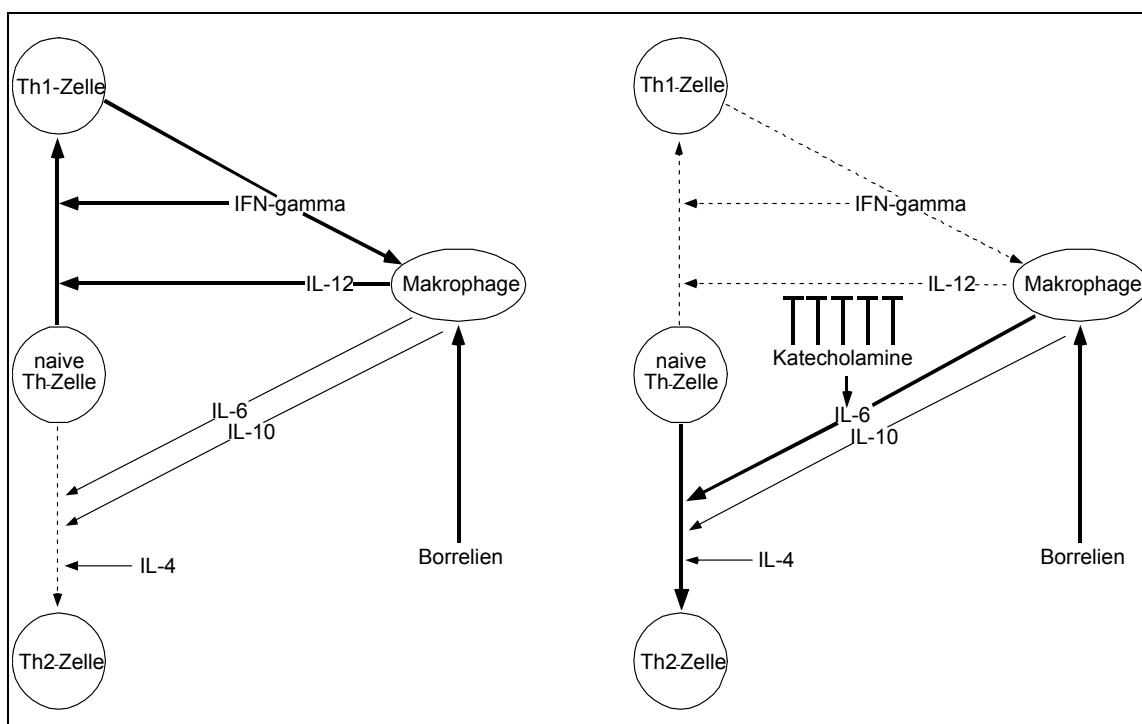 Th1-Zelle
IFN-gamma
IL-12
Makrophage
naive
Th-Zelle
IL-6
IL-10
IL-4
Borrelien
Th2-Zelle
Th1-Zelle
IFN-gamma
IL-12
Makrophage
naive
Th-Zelle
Katecholamine
IL-6
IL-10
IL-4
Borrelien
Th2-Zelle